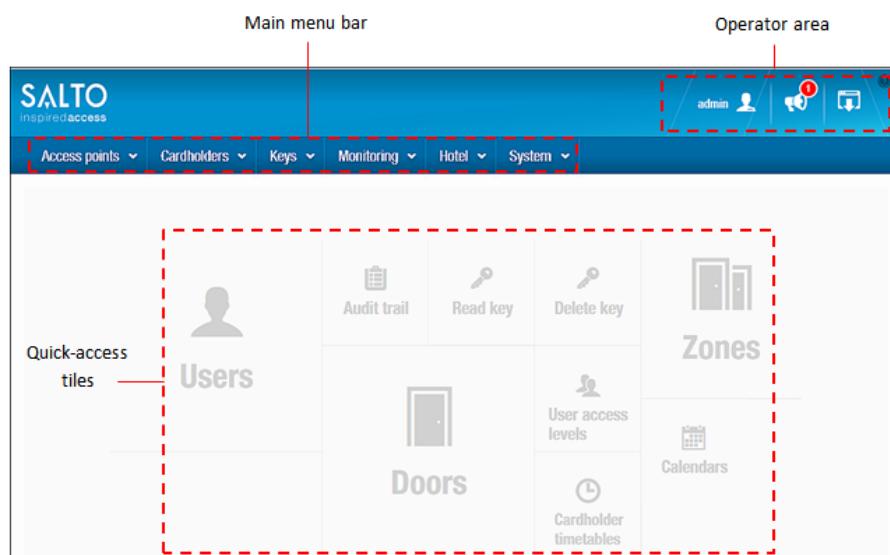 Main menu bar
Operator area
SALTO
inspiredaccess
admin
1
Access points
Cardholders
Keys
Monitoring
Hotel
System
Quick-access
tiles
Users
Audit trail
Read key
Delete key
Zones
Doors
User access
levels
Calendars
Cardholder
timetables